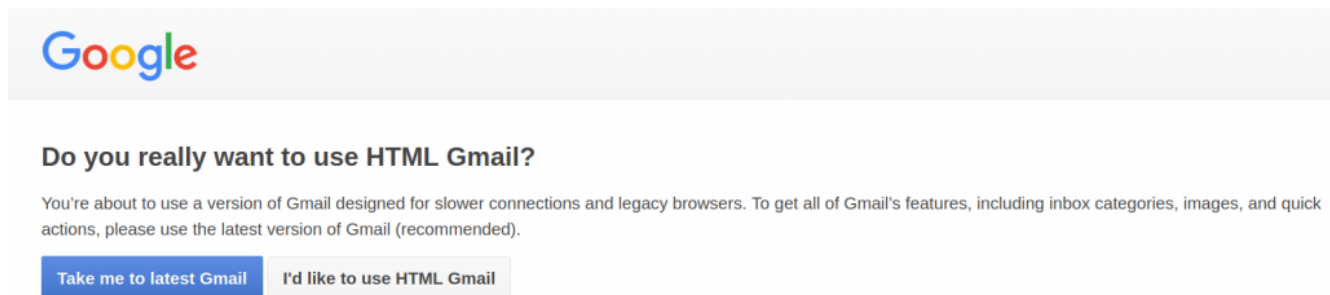 Google
Do you really want to use HTML Gmail?
You're about to use a version of Gmail designed for slower connections and legacy browsers. To get all of Gmail's features, including inbox categories, images, and quick
actions, please use the latest version of Gmail (recommended).
Take me to latest Gmail I'd like to use HTML Gmail